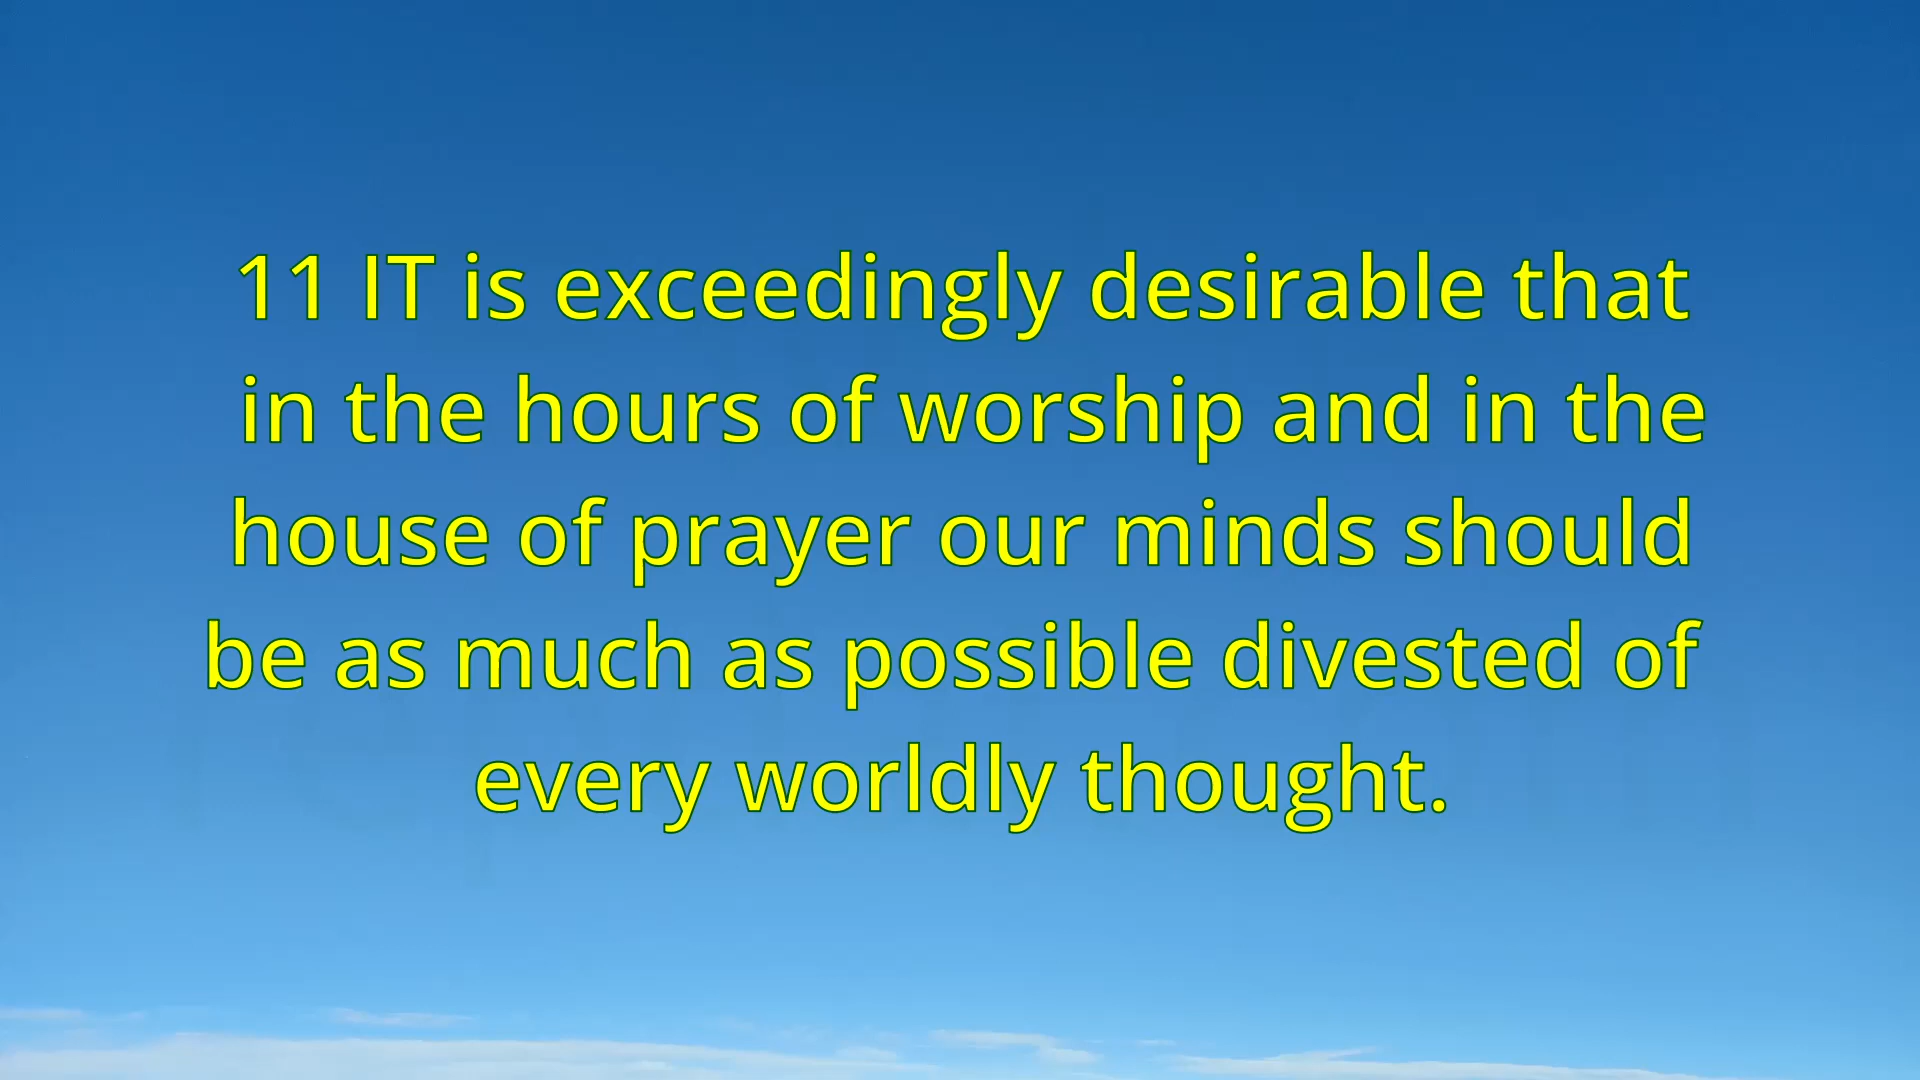 11 IT is exceedingly desirable that
in the hours of worship and in the
house of prayer our minds should
be as much as possible divested of
every worldly thought.